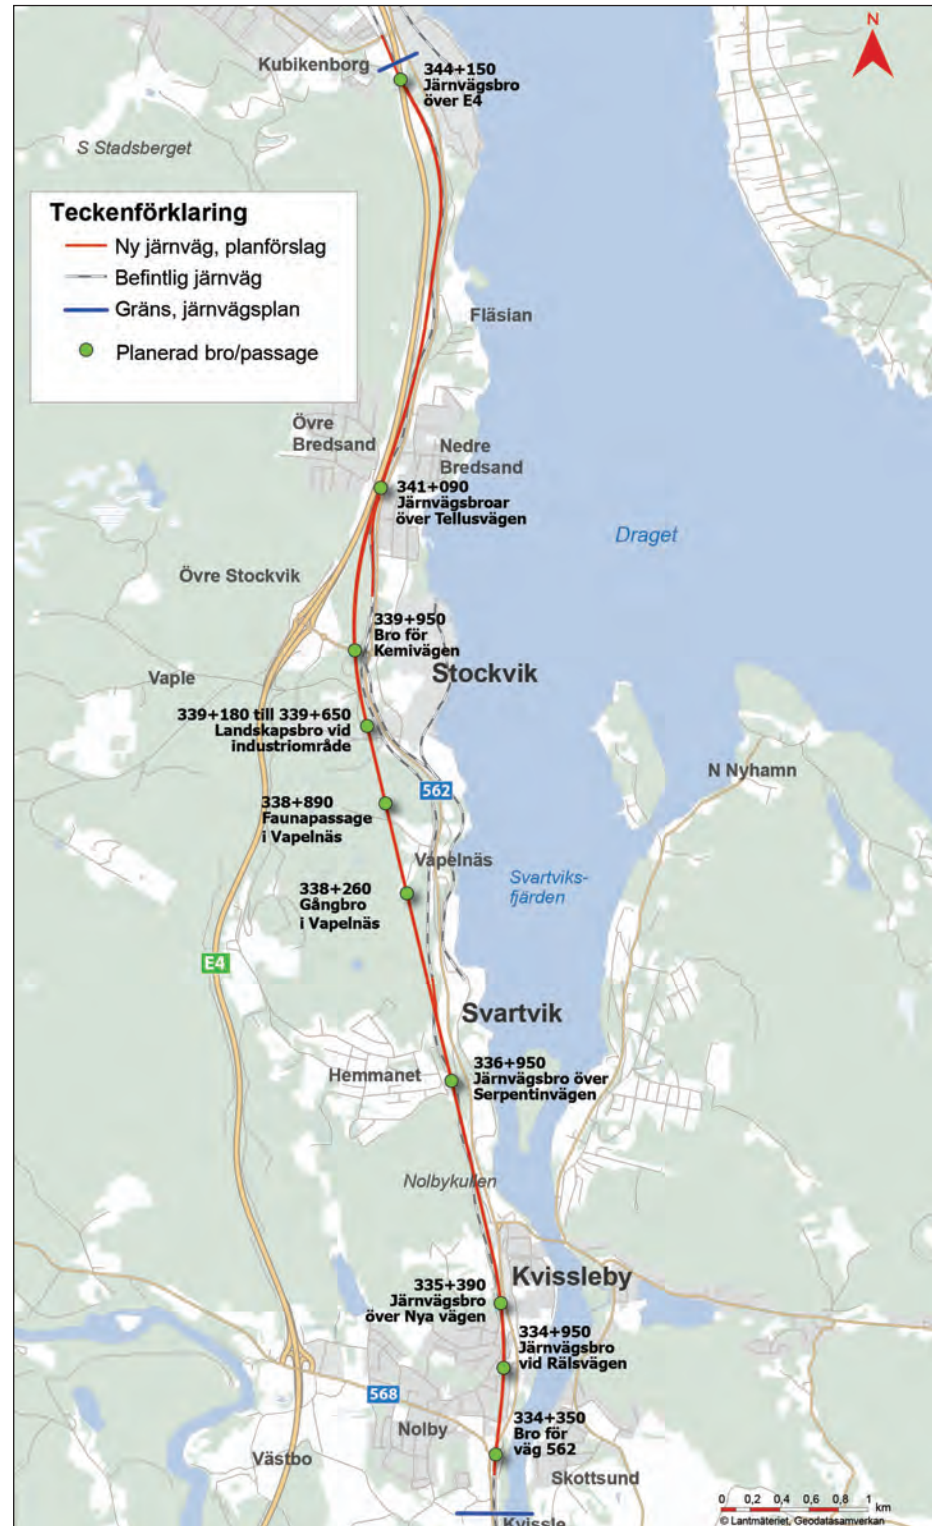 N
Kubikenborg
344+150
Järnvägsbro
över E4
S Stadsberget
Teckenförklaring
Ny järnväg, planförslag
Befintlig järnväg
Gräns, järnvägsplan
Planerad bro/passage
Fläsian
Övre
Bredsand
Nedre
Bredsand
341+090
Järnvägsbroar
över Tellusvägen
Draget
Övre Stockvik
339+950
Bro för
Kemivägen
Stockvik
Vaple
339+180 till 339+650
Landskapsbro vid
industriområde
N Nyhamn
562
338+890
Faunapassage
i Vapelnäs
Vapelnäs
Svartviks-
fjärden
338+260
Gångbro
i Vapelnäs
E4
Svartvik
Hemmanet
336+950
Järnvägsbro över
Serpentinvägen
Nolbykullen
Kvissleby
335+390
Järnvägsbro
över Nya vägen
334+950
Järnvägsbro
vid Rälsvägen
568
Nolby
334+350
Bro för
väg 562
Västbo
Skottsund
0 0,2 0,4 0,6 0,8 1
km
© Lantmäteriet, Geodatasamverkan
Kvissle